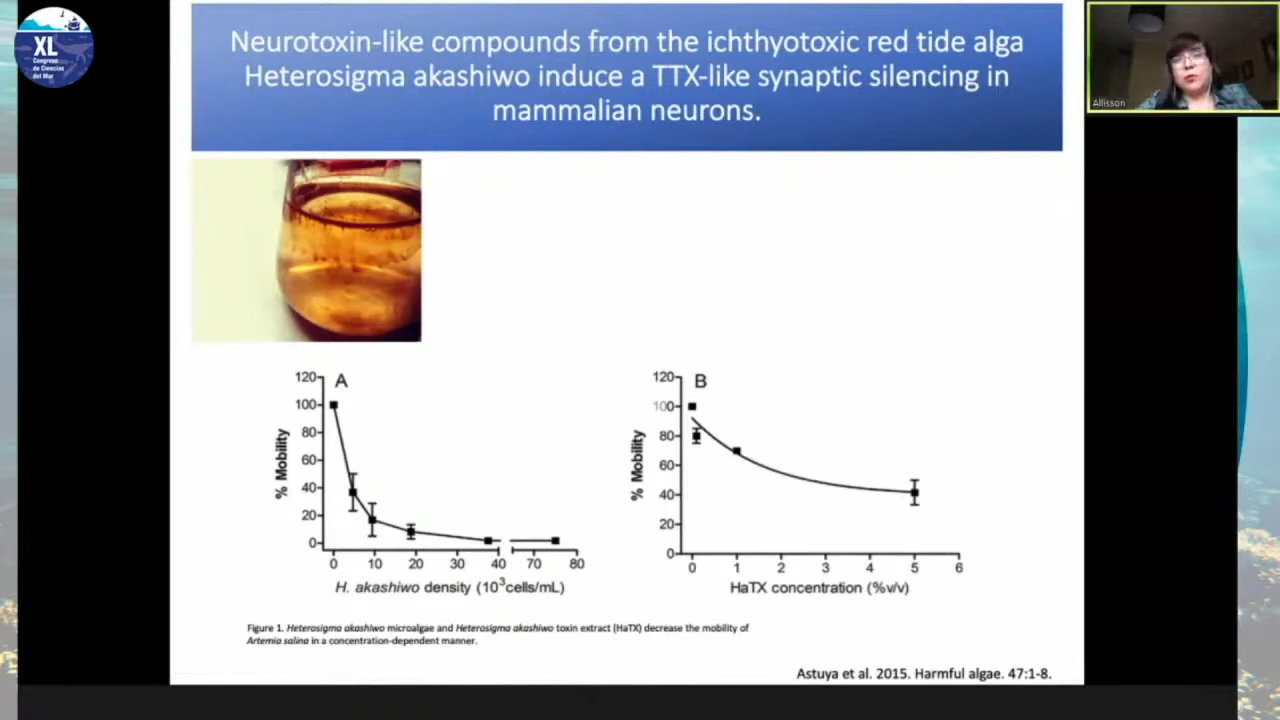 XL
Congreso
de Ciencias
del Mar
Neurotoxin-like compounds from the ichthyotoxic red tide alga
Heterosigma akashiwo induce a TTX-like synaptic silencing in
mammalian neurons.
Allisson
A
120
100
80
60
40
20
0
% Mobility
0 10 20 30 40 70 80
H. akashiwo density (10³cells/mL)
B
120
100
80
60
40
20
0
% Mobility
0 1 2 3 4 5 6
HaTX concentration (%v/v)
Figure 1. Heterosigma akashiwo microalgae and Heterosigma akashiwo toxin extract (HaTX) decrease the mobility of
Artemia salina in a concentration-dependent manner.
Astuya et al. 2015. Harmful algae. 47:1-8.